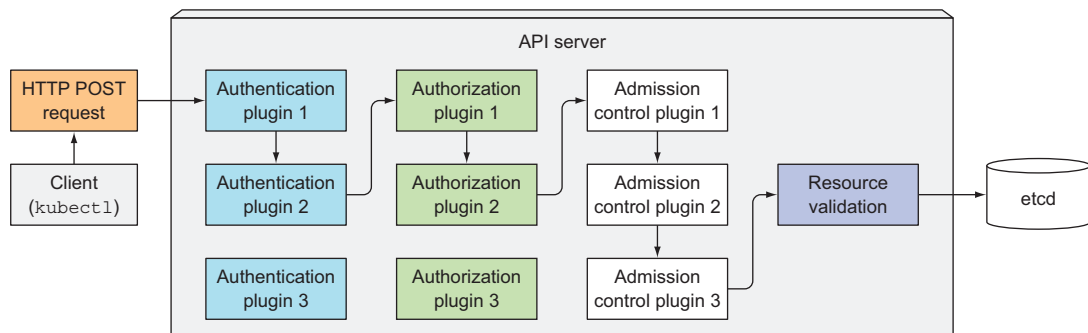 API server
HTTP POST
request
Client
(kubectl)
Authentication
plugin 1
Authentication
plugin 2
Authentication
plugin 3
Authorization
plugin 1
Authorization
plugin 2
Authorization
plugin 3
Admission
control plugin 1
Admission
control plugin 2
Admission
control plugin 3
Resource
validation
etcd